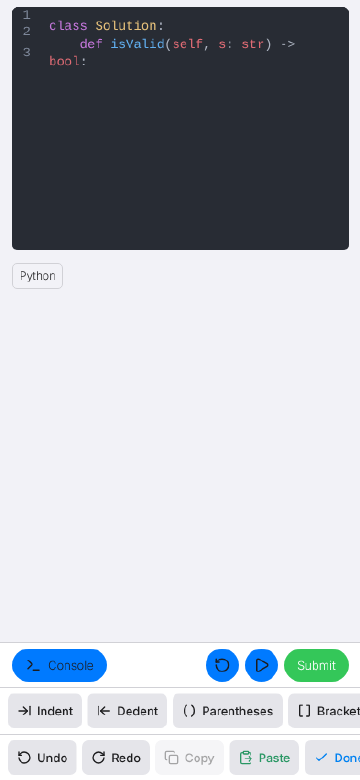 1
class Solution:
2
    def isValid(self, s: str) ->
3
bool:
Python
Console
Submit
Indent
Dedent
() Parentheses
[] Bracket
Undo
Redo
Copy
Paste
Done